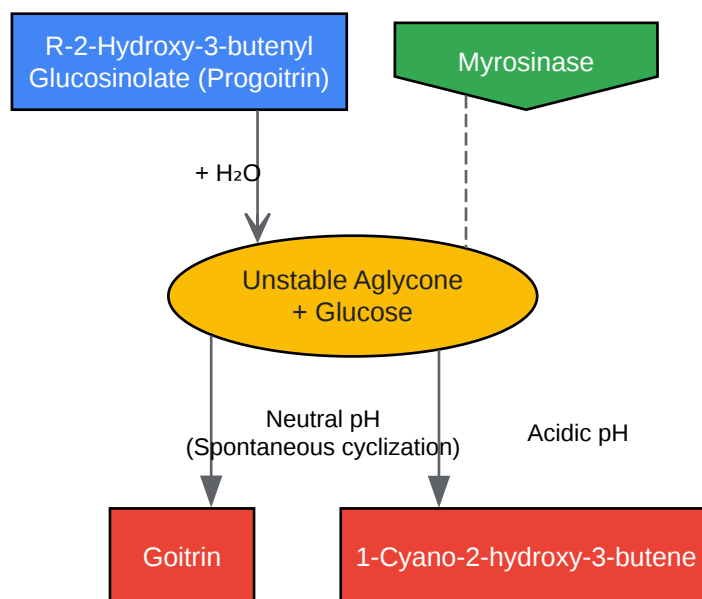 R-2-Hydroxy-3-butenyl
Glucosinolate (Progoitrin)
Myrosinase
+ H₂O
Unstable Aglycone
+ Glucose
Neutral pH
(Spontaneous cyclization)
Acidic pH
Goitrin
1-Cyano-2-hydroxy-3-butene